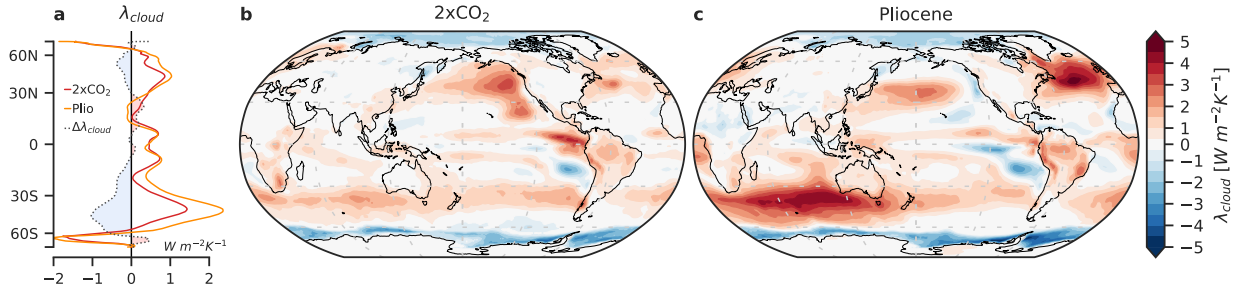 a λcloud
60N
30N
0
30S
60S
2xCO₂
Plio
Δλcloud
W m⁻²K⁻¹
−2 −1 0 1 2
b 2xCO₂
c Pliocene
5
4
3
2
1
0
−1
−2
−3
−4
−5
λcloud [W m⁻²K⁻¹]